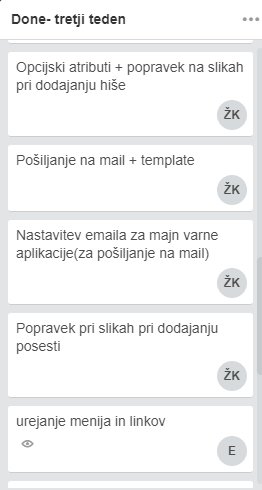 Done- tretji teden
Opcijski atributi + popravek na slikah
pri dodajanju hiše
ŽK
Pošiljanje na mail + template
ŽK
Nastavitev emaila za majn varne
aplikacije(za pošiljanje na mail)
ŽK
Popravek pri slikah pri dodajanju
posesti
ŽK
urejanje menija in linkov
E